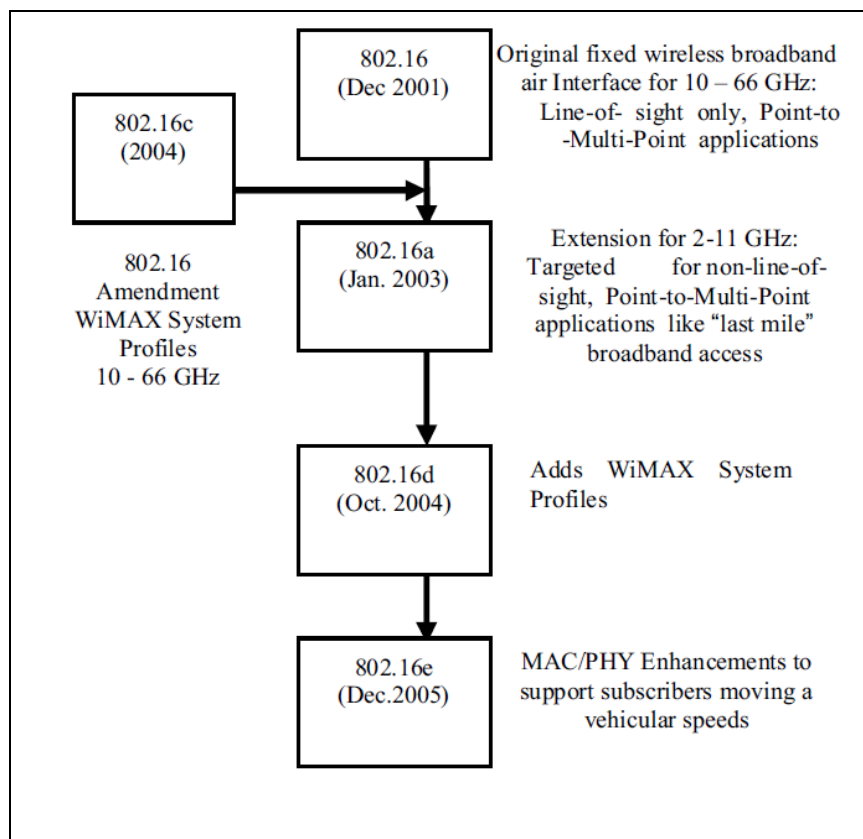 802.16
(Dec 2001)
Original fixed wireless broadband
air Interface for 10 – 66 GHz:
Line-of- sight only, Point-to
-Multi-Point applications
802.16c
(2004)
802.16
Amendment
WiMAX System
Profiles
10 - 66 GHz
802.16a
(Jan. 2003)
Extension for 2-11 GHz:
Targeted for non-line-of-
sight, Point-to-Multi-Point
applications like “last mile”
broadband access
802.16d
(Oct. 2004)
Adds WiMAX System
Profiles
802.16e
(Dec.2005)
MAC/PHY Enhancements to
support subscribers moving a
vehicular speeds